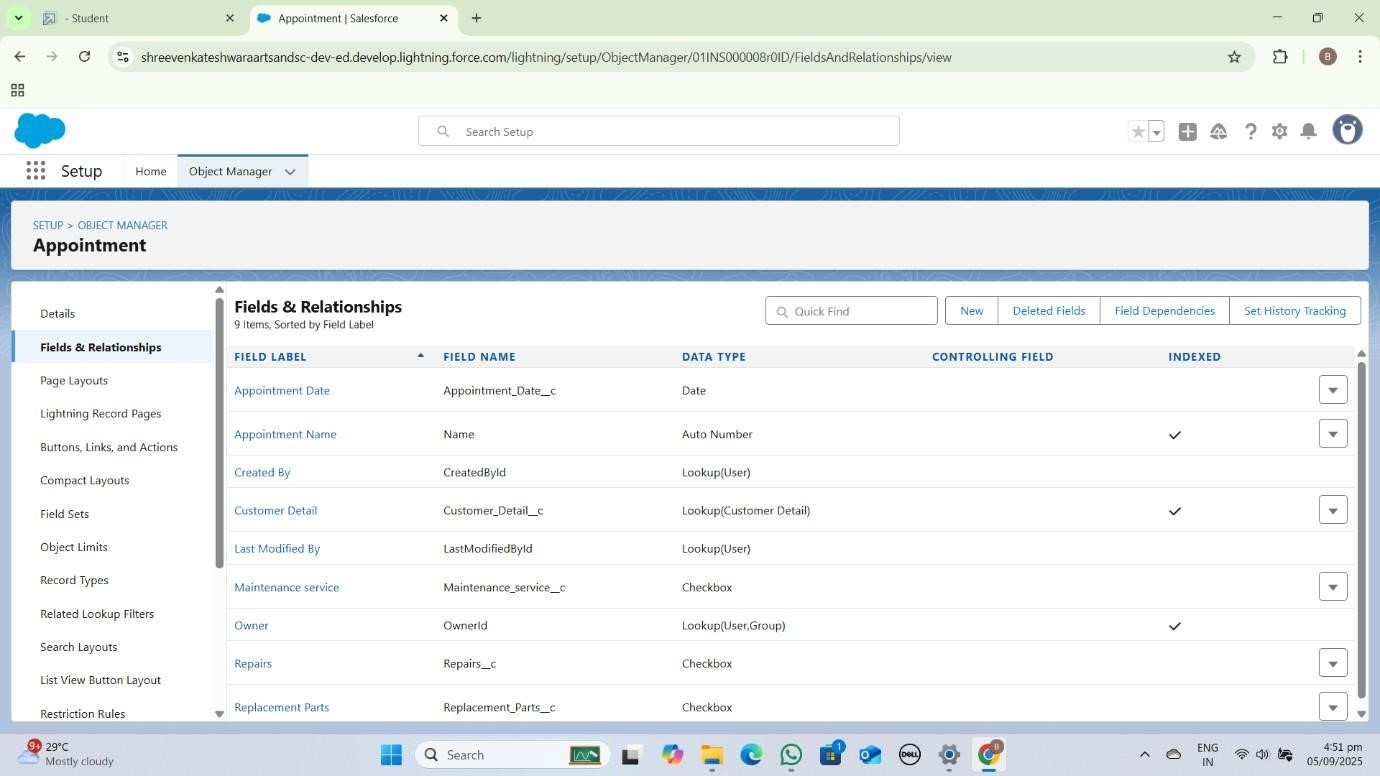 - Student
Appointment | Salesforce
shreevenkateshwaraartsandsc-dev-ed.develop.lightning.force.com/lightning/setup/ObjectManager/01INS000008r0ID/FieldsAndRelationships/view
B
Search Setup
Setup
Home
Object Manager
SETUP > OBJECT MANAGER
Appointment
Details
Fields & Relationships
Page Layouts
Lightning Record Pages
Buttons, Links, and Actions
Compact Layouts
Field Sets
Object Limits
Record Types
Related Lookup Filters
Search Layouts
List View Button Layout
Restriction Rules
Fields & Relationships
9 Items, Sorted by Field Label
Quick Find
New
Deleted Fields
Field Dependencies
Set History Tracking
FIELD LABEL FIELD NAME DATA TYPE CONTROLLING FIELD INDEXED
Appointment Date Appointment_Date__c Date
Appointment Name Name Auto Number
Created By CreatedById Lookup(User)
Customer Detail Customer_Detail__c Lookup(Customer Detail)
Last Modified By LastModifiedById Lookup(User)
Maintenance service Maintenance_service__c Checkbox
Owner OwnerId Lookup(User,Group)
Repairs Repairs__c Checkbox
Replacement Parts Replacement_Parts__c Checkbox
9+
29°C
Mostly cloudy
Search
1
DELL
B
ENG
IN
4:51 pm
05/09/2025